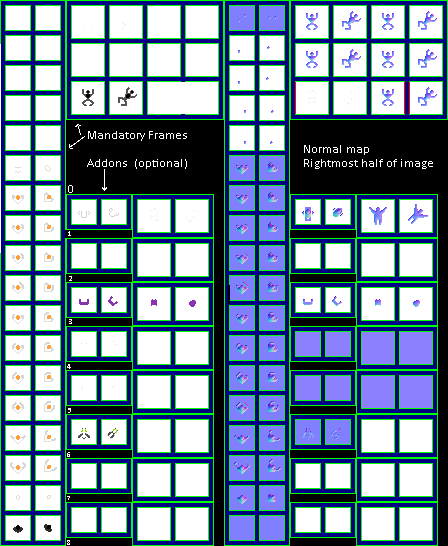 Mandatory Frames
Addons (optional)
Normal map
Rightmost half of image
0
1
2
3
4
5
6
7
8